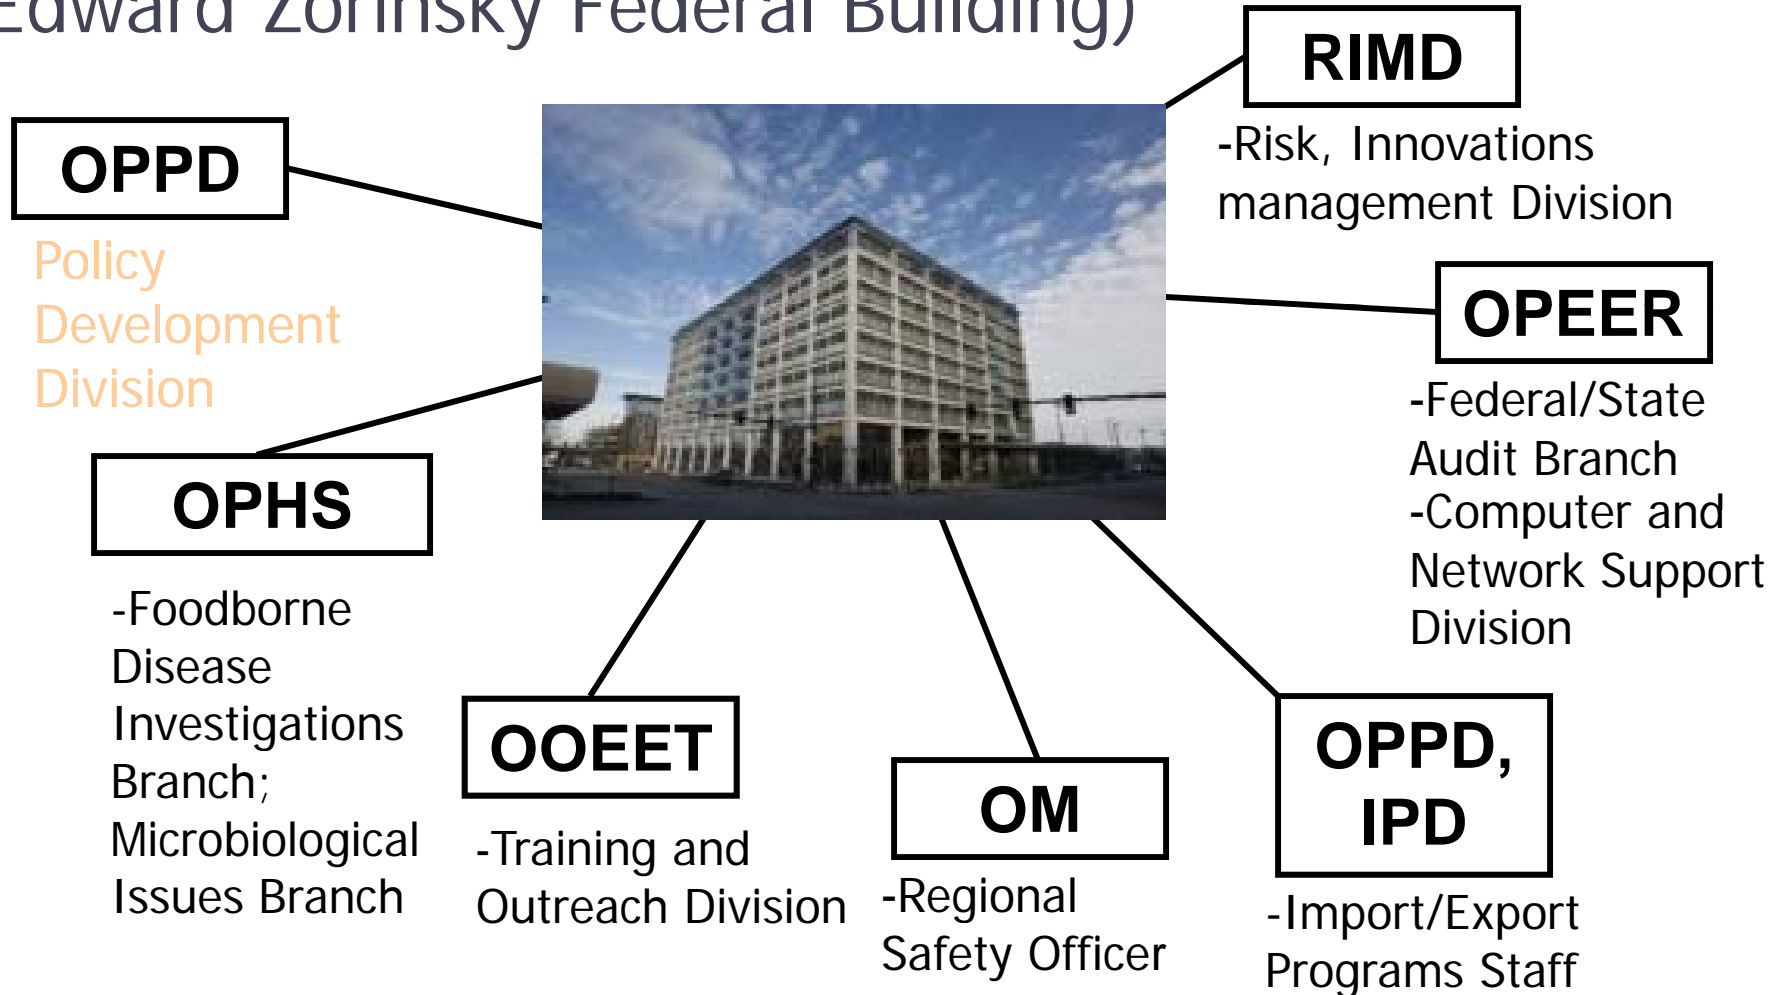 Edward Zorinsky Federal Building)
RIMD
-Risk, Innovations
management Division
OPPD
Policy
Development
Division
OPEER
-Federal/State
Audit Branch
-Computer and
Network Support
Division
OPHS
-Foodborne
Disease
Investigations
Branch;
Microbiological
Issues Branch
OOEET
-Training and
Outreach Division
OM
-Regional
Safety Officer
OPPD,
IPD
-Import/Export
Programs Staff